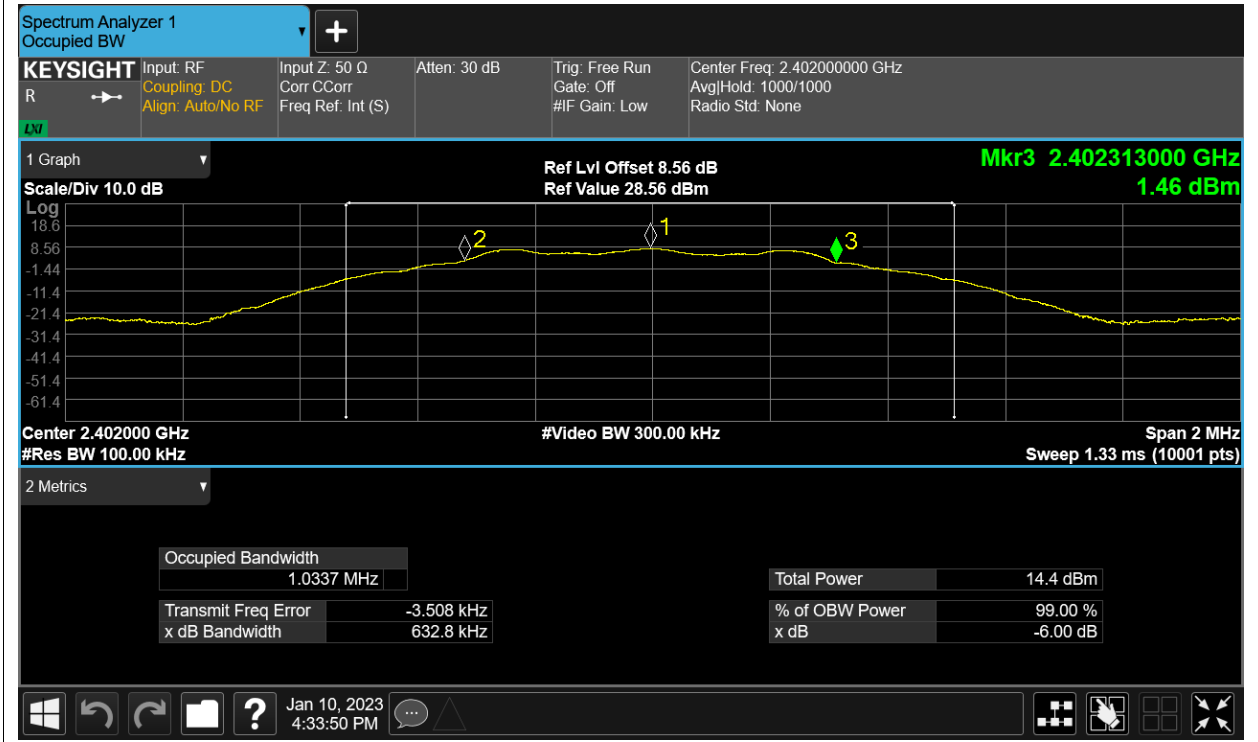 Spectrum Analyzer 1
Occupied BW
KEYSIGHT
R
LXI
Input: RF
Coupling: DC
Align: Auto/No RF
Input Z: 50 Ω
Corr CCorr
Freq Ref: Int (S)
Atten: 30 dB
Trig: Free Run
Gate: Off
#IF Gain: Low
Center Freq: 2.402000000 GHz
Avg|Hold: 1000/1000
Radio Std: None
1 Graph
Scale/Div 10.0 dB
Ref Lvl Offset 8.56 dB
Ref Value 28.56 dBm
Mkr3 2.402313000 GHz
1.46 dBm
Log
18.6
8.56
-1.44
-11.4
-21.4
-31.4
-41.4
-51.4
-61.4
2
1
3
Center 2.402000 GHz
#Video BW 300.00 kHz
Span 2 MHz
#Res BW 100.00 kHz
Sweep 1.33 ms (10001 pts)
2 Metrics
Occupied Bandwidth
1.0337 MHz
Total Power 14.4 dBm
Transmit Freq Error -3.508 kHz
% of OBW Power 99.00 %
x dB Bandwidth 632.8 kHz
x dB -6.00 dB
?
Jan 10, 2023
4:33:50 PM